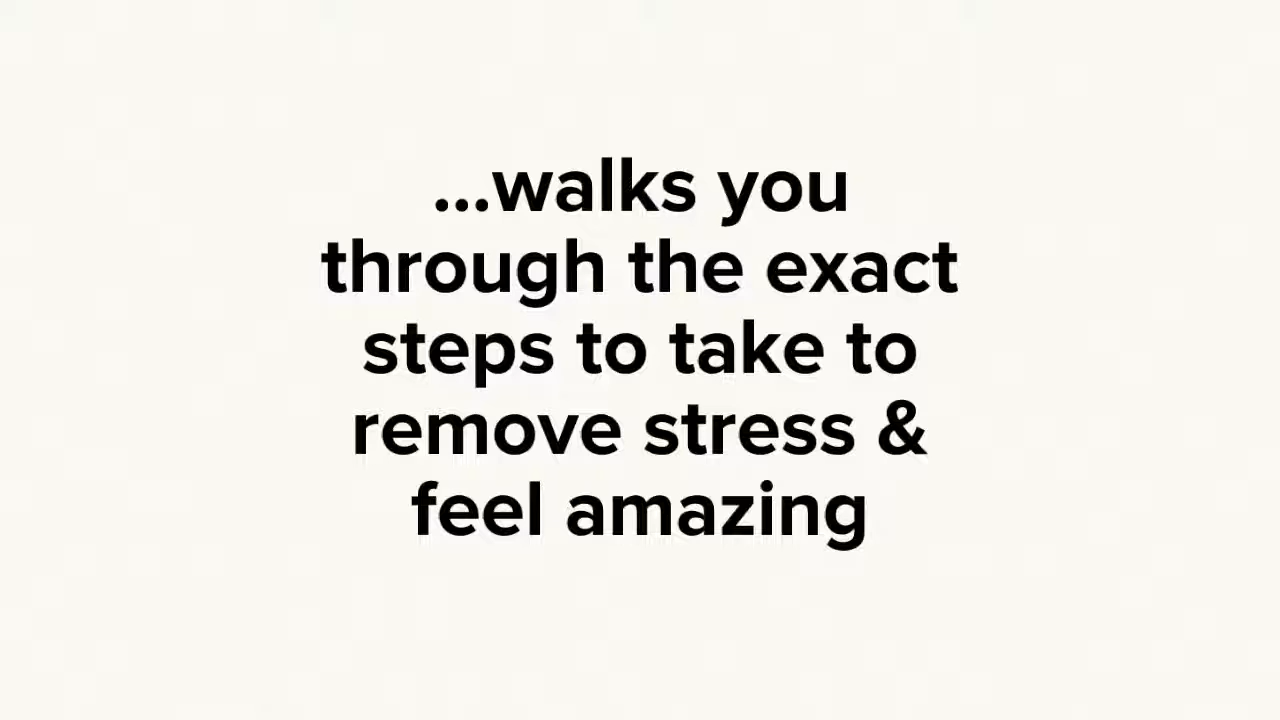 ...walks you
through the exact
steps to take to
remove stress &
feel amazing